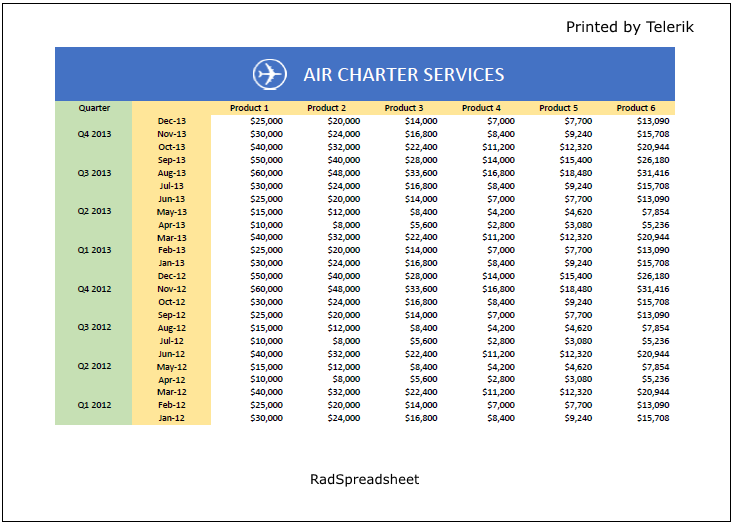 Printed by Telerik
AIR CHARTER SERVICES
Quarter Product 1 Product 2 Product 3 Product 4 Product 5 Product 6
Dec-13 $25,000 $20,000 $14,000 $7,000 $7,700 $13,090
Q4 2013 Nov-13 $30,000 $24,000 $16,800 $8,400 $9,240 $15,708
Oct-13 $40,000 $32,000 $22,400 $11,200 $12,320 $20,944
Sep-13 $50,000 $40,000 $28,000 $14,000 $15,400 $26,180
Q3 2013 Aug-13 $60,000 $48,000 $33,600 $16,800 $18,480 $31,416
Jul-13 $30,000 $24,000 $16,800 $8,400 $9,240 $15,708
Jun-13 $25,000 $20,000 $14,000 $7,000 $7,700 $13,090
Q2 2013 May-13 $15,000 $12,000 $8,400 $4,200 $4,620 $7,854
Apr-13 $10,000 $8,000 $5,600 $2,800 $3,080 $5,236
Mar-13 $40,000 $32,000 $22,400 $11,200 $12,320 $20,944
Q1 2013 Feb-13 $25,000 $20,000 $14,000 $7,000 $7,700 $13,090
Jan-13 $30,000 $24,000 $16,800 $8,400 $9,240 $15,708
Dec-12 $50,000 $40,000 $28,000 $14,000 $15,400 $26,180
Q4 2012 Nov-12 $60,000 $48,000 $33,600 $16,800 $18,480 $31,416
Oct-12 $30,000 $24,000 $16,800 $8,400 $9,240 $15,708
Sep-12 $25,000 $20,000 $14,000 $7,000 $7,700 $13,090
Q3 2012 Aug-12 $15,000 $12,000 $8,400 $4,200 $4,620 $7,854
Jul-12 $10,000 $8,000 $5,600 $2,800 $3,080 $5,236
Jun-12 $40,000 $32,000 $22,400 $11,200 $12,320 $20,944
Q2 2012 May-12 $15,000 $12,000 $8,400 $4,200 $4,620 $7,854
Apr-12 $10,000 $8,000 $5,600 $2,800 $3,080 $5,236
Mar-12 $40,000 $32,000 $22,400 $11,200 $12,320 $20,944
Q1 2012 Feb-12 $25,000 $20,000 $14,000 $7,000 $7,700 $13,090
Jan-12 $30,000 $24,000 $16,800 $8,400 $9,240 $15,708
RadSpreadsheet